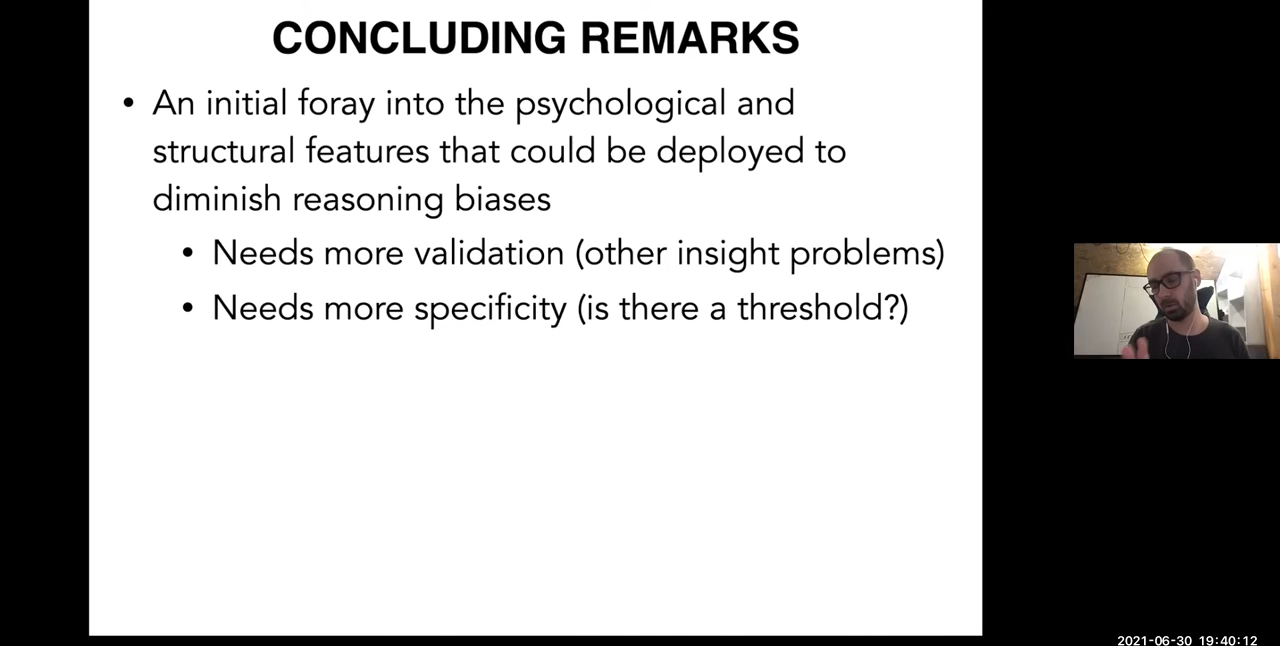 CONCLUDING REMARKS
• An initial foray into the psychological and
structural features that could be deployed to
diminish reasoning biases
• Needs more validation (other insight problems)
• Needs more specificity (is there a threshold?)
2021-06-30 19:40:12